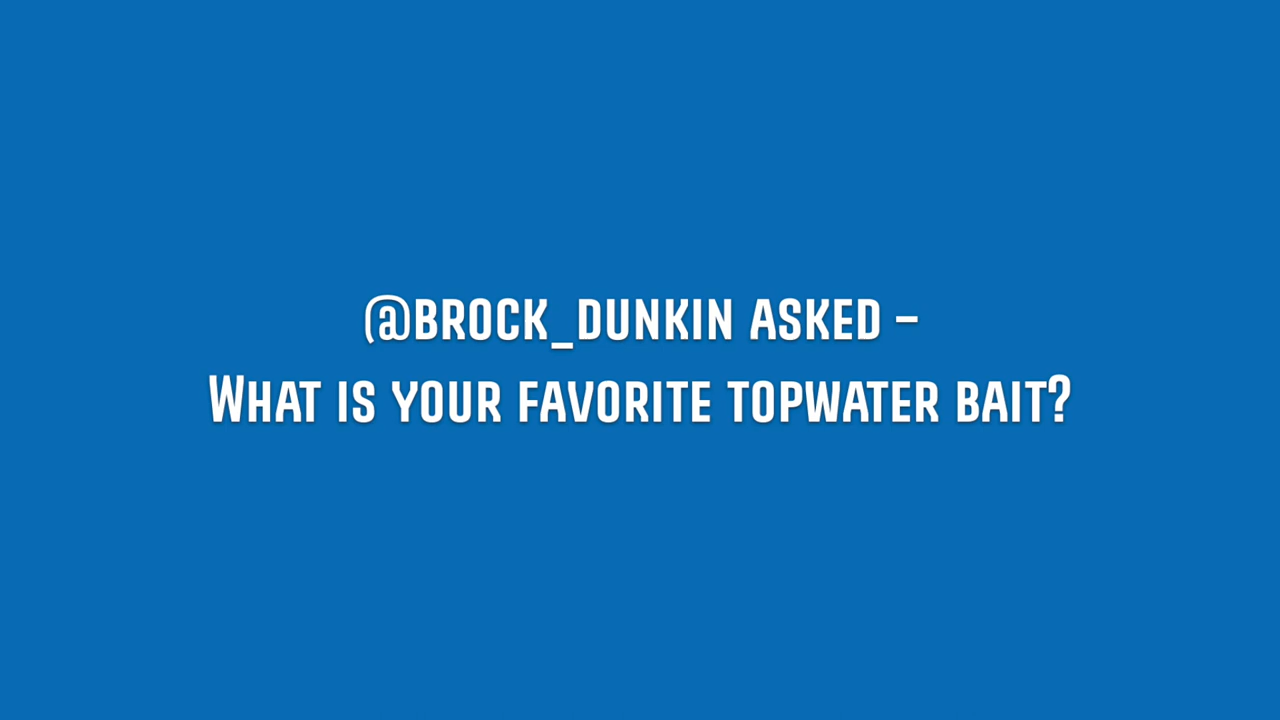 @BROCK_DUNKIN ASKED –
WHAT IS YOUR FAVORITE TOPWATER BAIT?